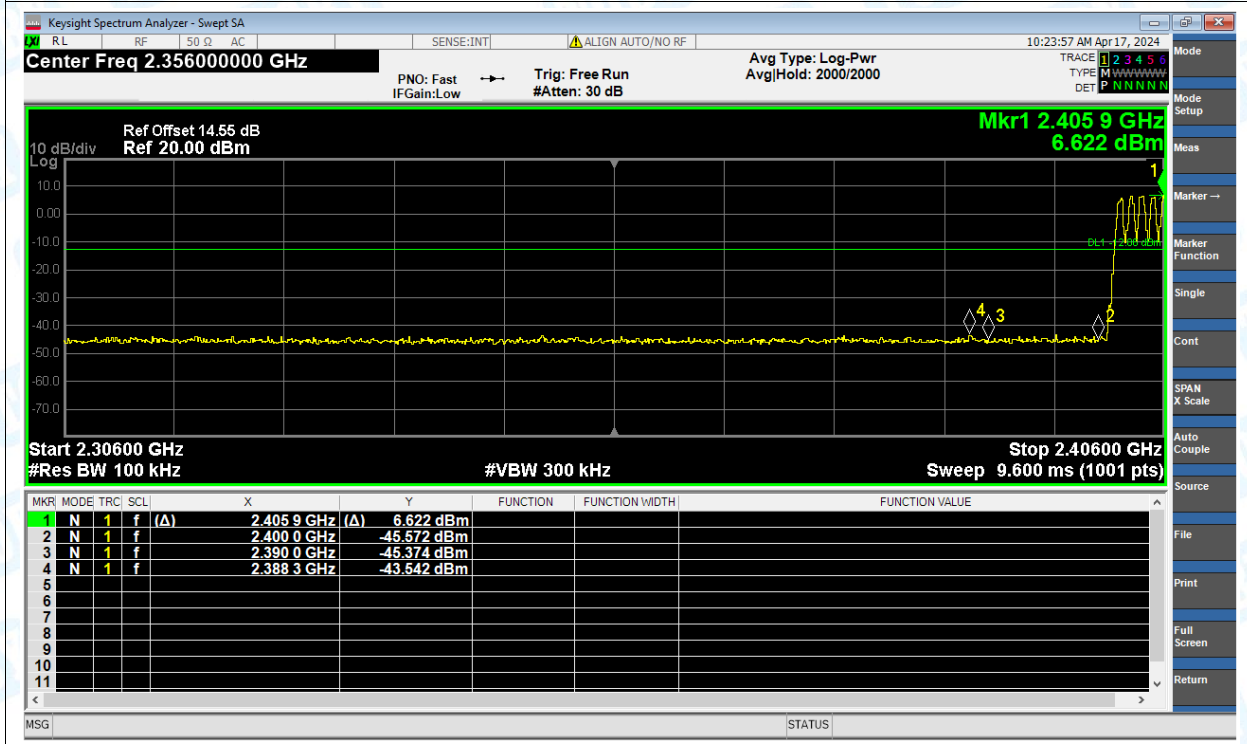 Keysight Spectrum Analyzer - Swept SA
LXI RL RF 50 Ω AC SENSE:INT ALIGN AUTO/NO RF 10:23:57 AM Apr 17, 2024
Center Freq 2.356000000 GHz
PNO: Fast
IFGain:Low
Trig: Free Run
#Atten: 30 dB
Avg Type: Log-Pwr
Avg|Hold: 2000/2000
TRACE 1 2 3 4 5 6
TYPE M W W W W W
DET P N N N N N
Ref Offset 14.55 dB
Ref 20.00 dBm
10 dB/div
Log
Mkr1 2.405 9 GHz
6.622 dBm
10.0
0.00
-10.0
-20.0
-30.0
-40.0
-50.0
-60.0
-70.0
1
4
3
2
Start 2.30600 GHz
Stop 2.40600 GHz
#Res BW 100 kHz
#VBW 300 kHz
Sweep 9.600 ms (1001 pts)
MKR MODE TRC SCL X Y FUNCTION FUNCTION WIDTH FUNCTION VALUE
1 N 1 f (Δ) 2.405 9 GHz (Δ) 6.622 dBm
2 N 1 f 2.400 0 GHz -45.572 dBm
3 N 1 f 2.390 0 GHz -45.374 dBm
4 N 1 f 2.388 3 GHz -43.542 dBm
5
6
7
8
9
10
11
MSG
STATUS
Mode
Mode Setup
Meas
Marker →
Marker Function
Single
Cont
SPAN X Scale
Auto Couple
Source
File
Print
Full Screen
Return